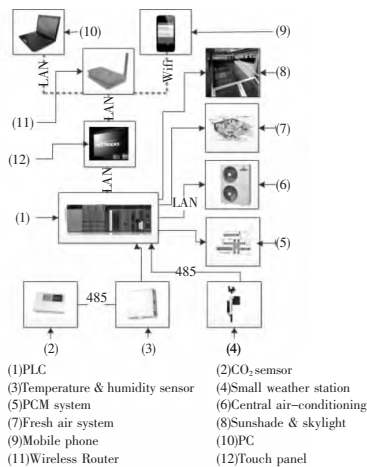 (10)
(9)
LAN
Wifr
(8)
(11)
LAN
(7)
(12)
LAN
(1)
LAN
(6)
(5)
485
485
(2)
(3)
(4)
(1)PLC
(2)CO₂ semsor
(3)Temperature & humidity sensor
(4)Small weather station
(5)PCM system
(6)Central air-conditioning
(7)Fresh air system
(8)Sunshade & skylight
(9)Mobile phone
(10)PC
(11)Wireless Router
(12)Touch panel